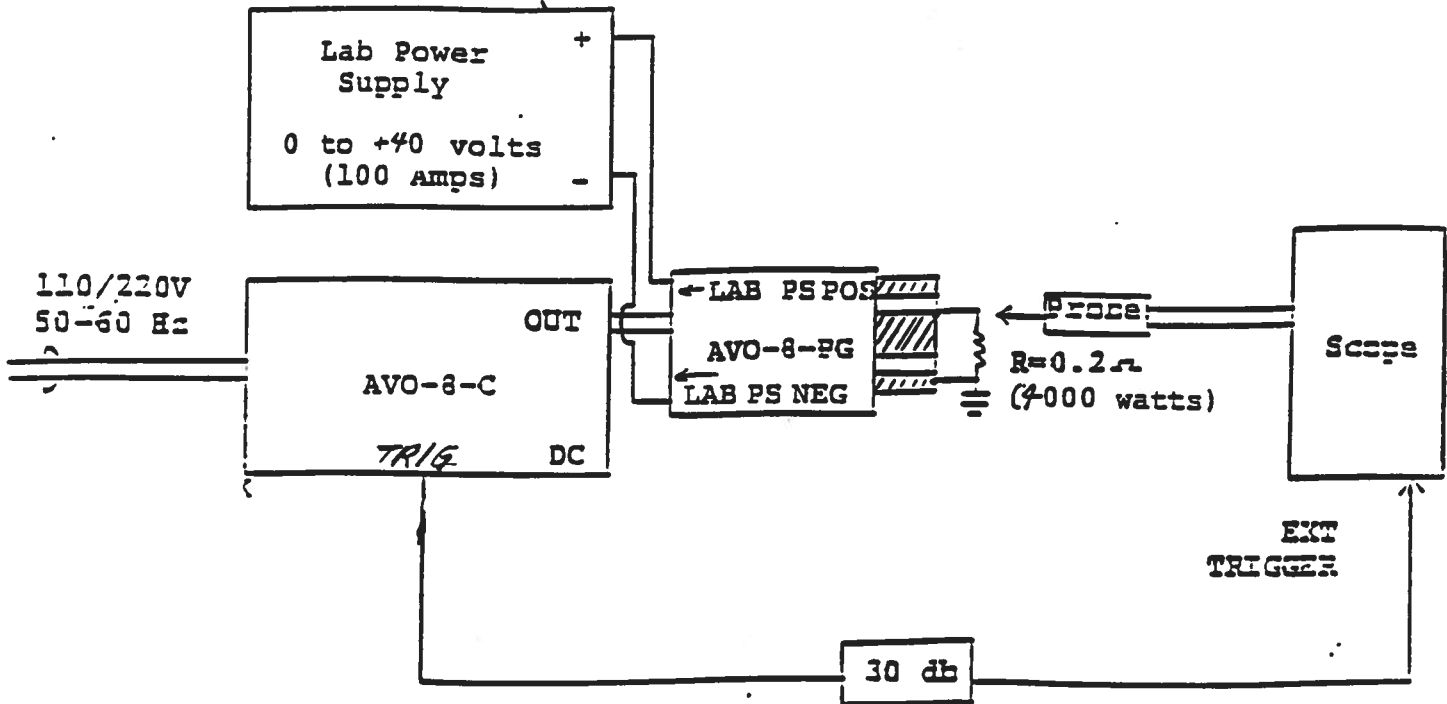 Lab Power
Supply
+
0 to +40 volts
(100 Amps)
-
110/220V
50-60 Hz
OUT
AVO-8-C
TRIG
DC
LAB PS POS
AVO-8-PG
LAB PS NEG
R=0.2Ω
(4000 watts)
Probe
Scope
EXT
TRIGGER
30 db